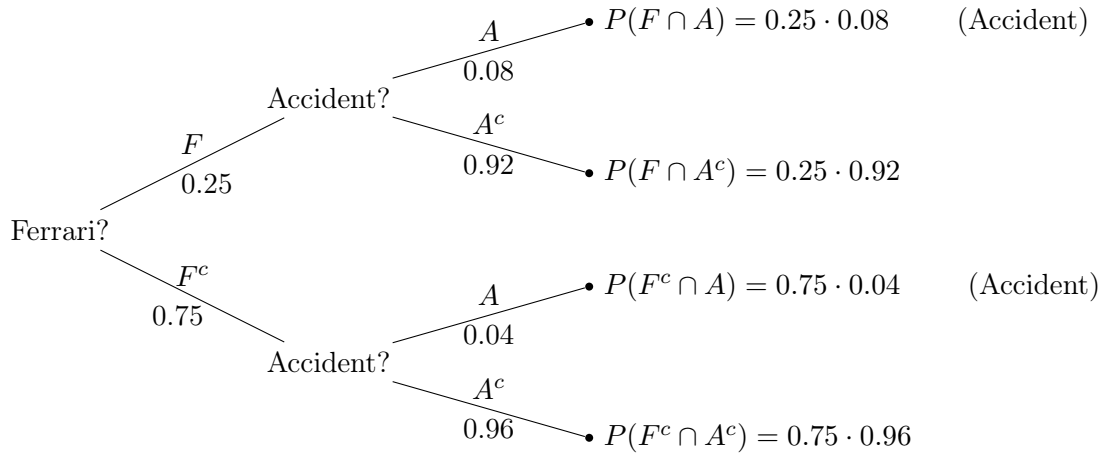 A
P(F ∩ A) = 0.25 · 0.08 (Accident)
0.08
Accident?
F
0.25
A^c
0.92
P(F ∩ A^c) = 0.25 · 0.92
Ferrari?
F^c
0.75
A
P(F^c ∩ A) = 0.75 · 0.04 (Accident)
0.04
Accident?
A^c
0.96
P(F^c ∩ A^c) = 0.75 · 0.96